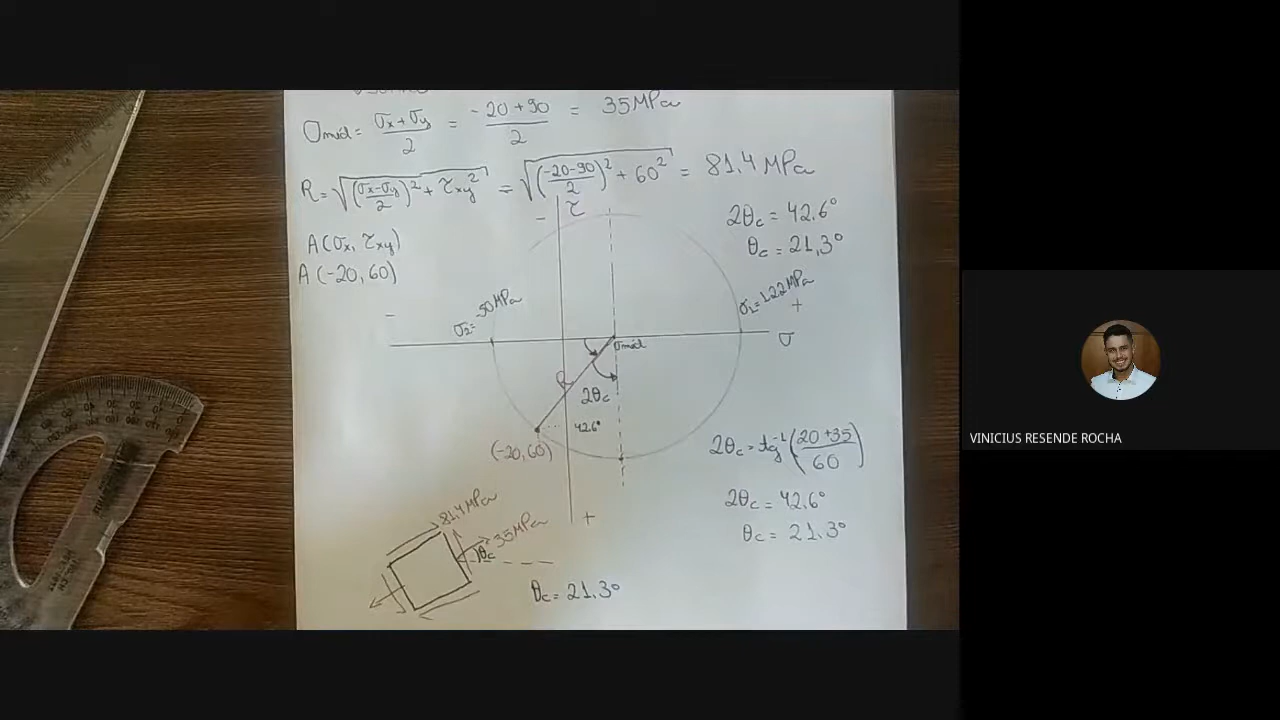 σméd = σx + σy / 2 = -20 + 90 / 2 = 35 MPa
R = √((σx - σy / 2)² + τxy²) = √((-20 - 90 / 2)² + 60²) = 81,4 MPa
- τ
2θc = 42.6°
θc = 21,3°
A(σx, τxy)
A(-20, 60)
-
σ2 = -50 MPa
σ1 = 122 MPa
+
σméd
σ
R
2θc
42.6°
(-20, 60)
2θc = tg⁻¹(20 + 35 / 60)
2θc = 42.6°
θc = 21.3°
+
81,4 MPa
35 MPa
θc
θc = 21.3°
VINICIUS RESENDE ROCHA